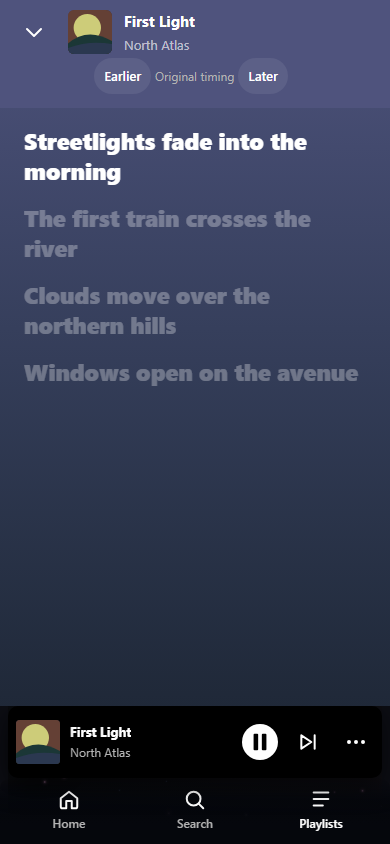 First Light
North Atlas
Earlier Original timing Later
Streetlights fade into the
morning
The first train crosses the
river
Clouds move over the
northern hills
Windows open on the avenue
First Light
North Atlas
Home Search Playlists